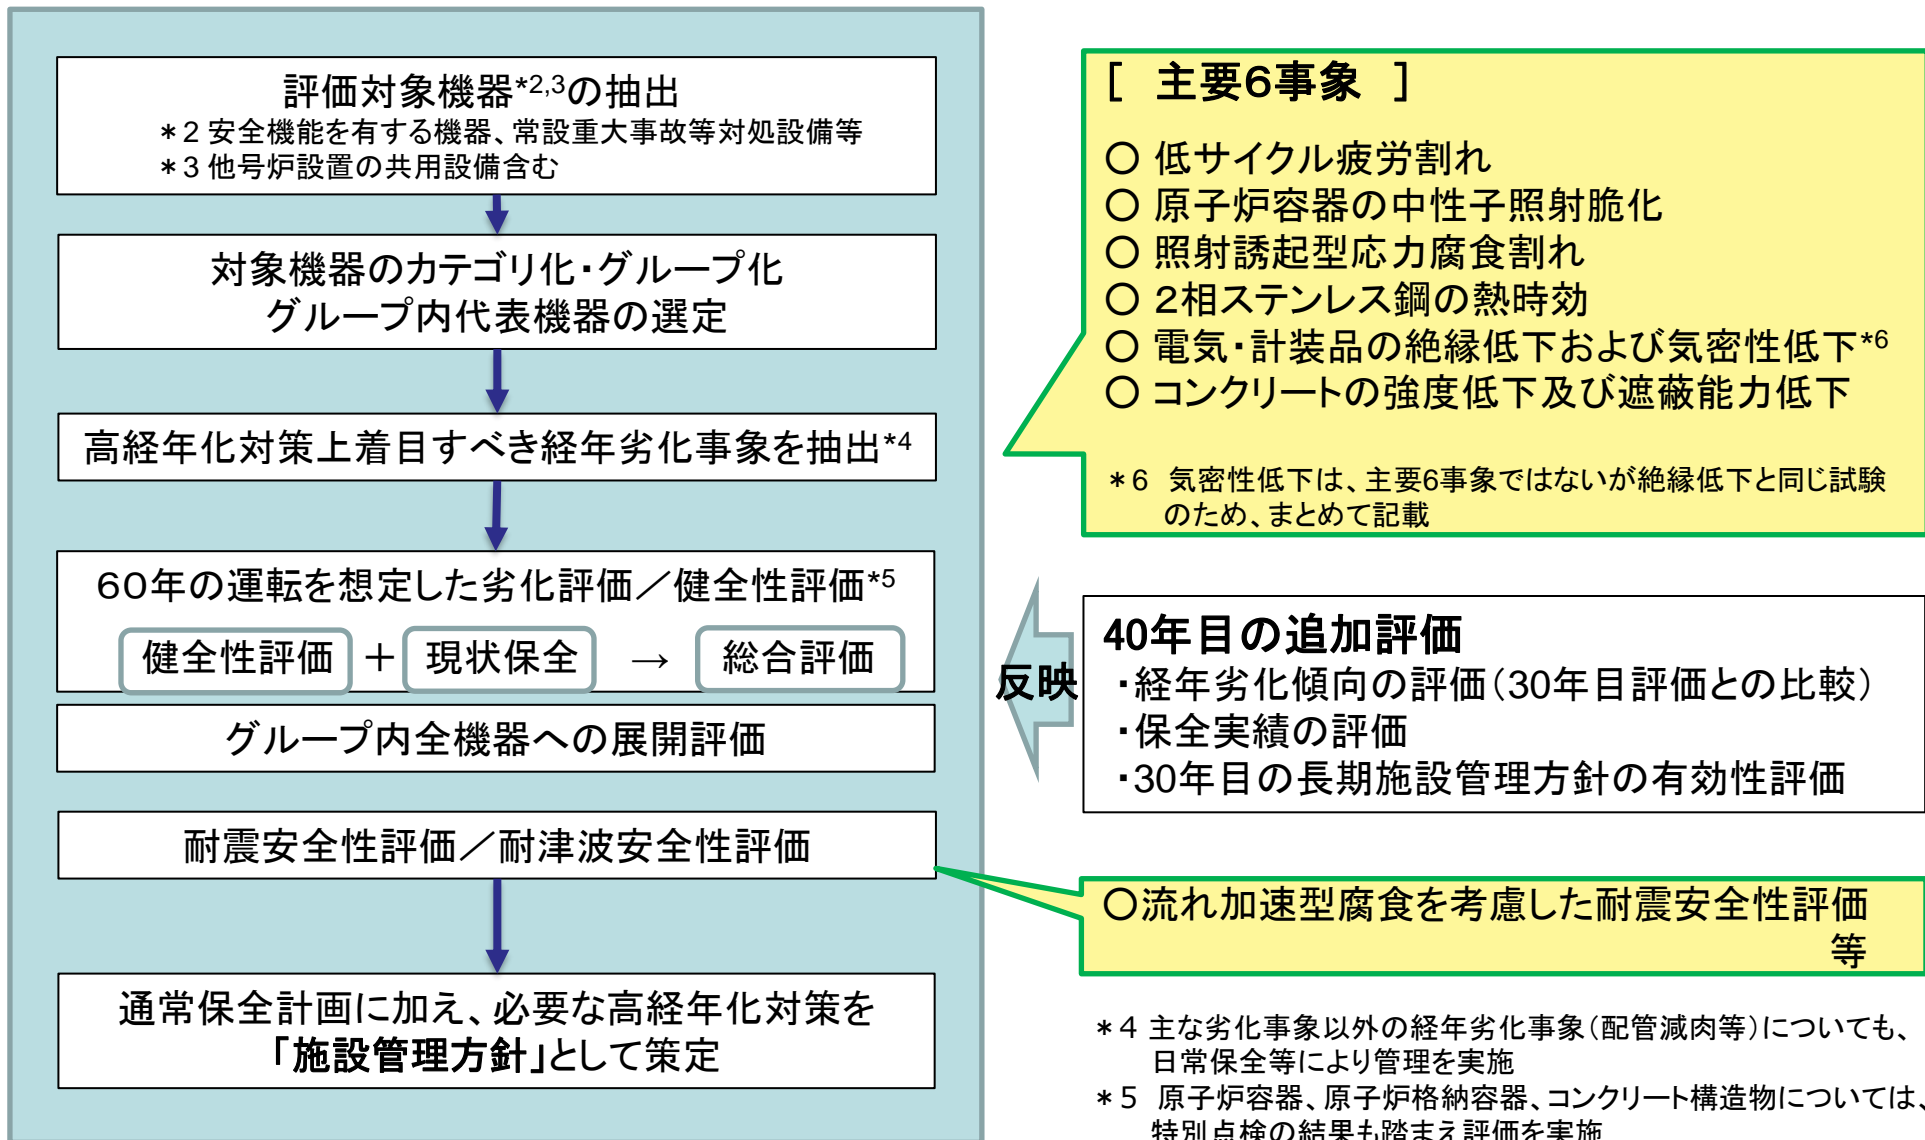 評価対象機器*2,3の抽出
*2 安全機能を有する機器、常設重大事故等対処設備等
*3 他号炉設置の共用設備含む
対象機器のカテゴリ化・グループ化
グループ内代表機器の選定
高経年化対策上着目すべき経年劣化事象を抽出*4
60年の運転を想定した劣化評価／健全性評価*5
健全性評価 + 現状保全 → 総合評価
グループ内全機器への展開評価
耐震安全性評価／耐津波安全性評価
通常保全計画に加え、必要な高経年化対策を
「施設管理方針」として策定
[ 主要6事象 ]
○ 低サイクル疲労割れ
○ 原子炉容器の中性子照射脆化
○ 照射誘起型応力腐食割れ
○ 2相ステンレス鋼の熱時効
○ 電気・計装品の絶縁低下および気密性低下*6
○ コンクリートの強度低下及び遮蔽能力低下
*6 気密性低下は、主要6事象ではないが絶縁低下と同じ試験
のため、まとめて記載
反映
40年目の追加評価
・経年劣化傾向の評価（30年目評価との比較）
・保全実績の評価
・30年目の長期施設管理方針の有効性評価
○流れ加速型腐食を考慮した耐震安全性評価
等
*4 主な劣化事象以外の経年劣化事象（配管減肉等）についても、
日常保全等により管理を実施
*5 原子炉容器、原子炉格納容器、コンクリート構造物については、
特別点検の結果も踏まえ評価を実施